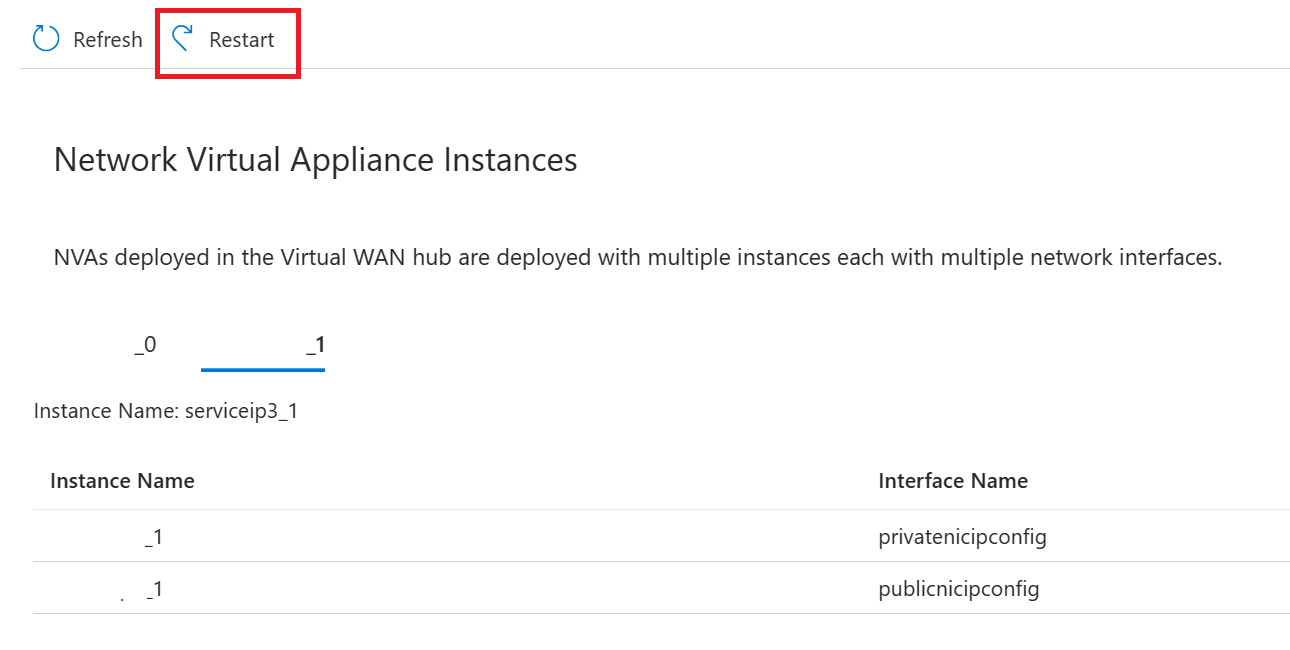 Refresh Restart
Network Virtual Appliance Instances
NVAs deployed in the Virtual WAN hub are deployed with multiple instances each with multiple network interfaces.
_0 _1
Instance Name: serviceip3_1
Instance Name Interface Name
_1 privatenicipconfig
. _1 publicnicipconfig